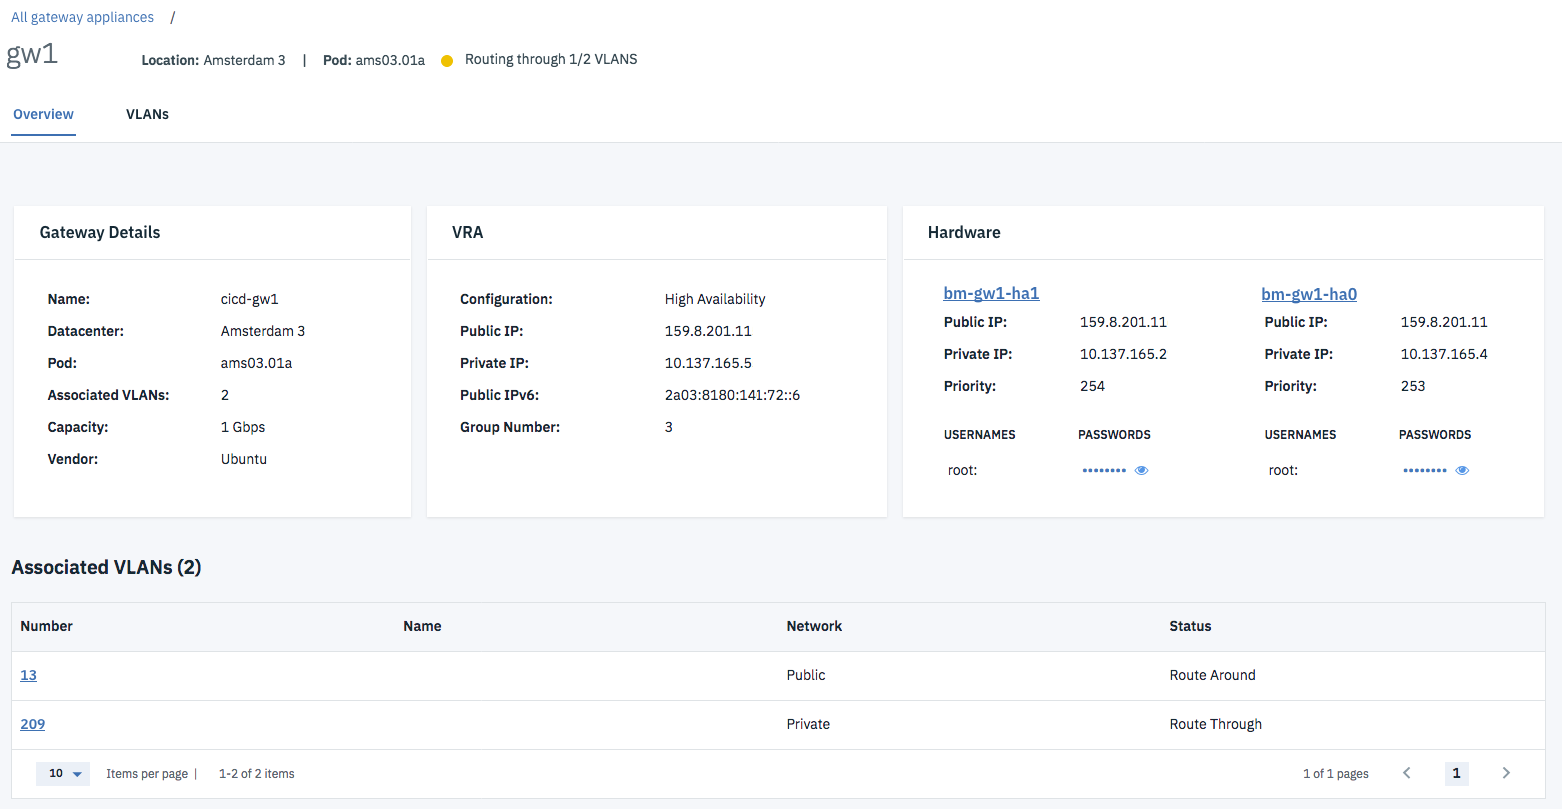 All gateway appliances /
gw1
Location: Amsterdam 3 | Pod: ams03.01a Routing through 1/2 VLANS
Overview VLANs
Gateway Details
Name: cicd-gw1
Datacenter: Amsterdam 3
Pod: ams03.01a
Associated VLANs: 2
Capacity: 1 Gbps
Vendor: Ubuntu
VRA
Configuration: High Availability
Public IP: 159.8.201.11
Private IP: 10.137.165.5
Public IPv6: 2a03:8180:141:72::6
Group Number: 3
Hardware
bm-gw1-ha1
Public IP: 159.8.201.11
Private IP: 10.137.165.2
Priority: 254
USERNAMES PASSWORDS
root: ••••••••
bm-gw1-ha0
Public IP: 159.8.201.11
Private IP: 10.137.165.4
Priority: 253
USERNAMES PASSWORDS
root: ••••••••
Associated VLANs (2)
Number Name Network Status
13 Public Route Around
209 Private Route Through
10 Items per page | 1-2 of 2 items 1 of 1 pages 1